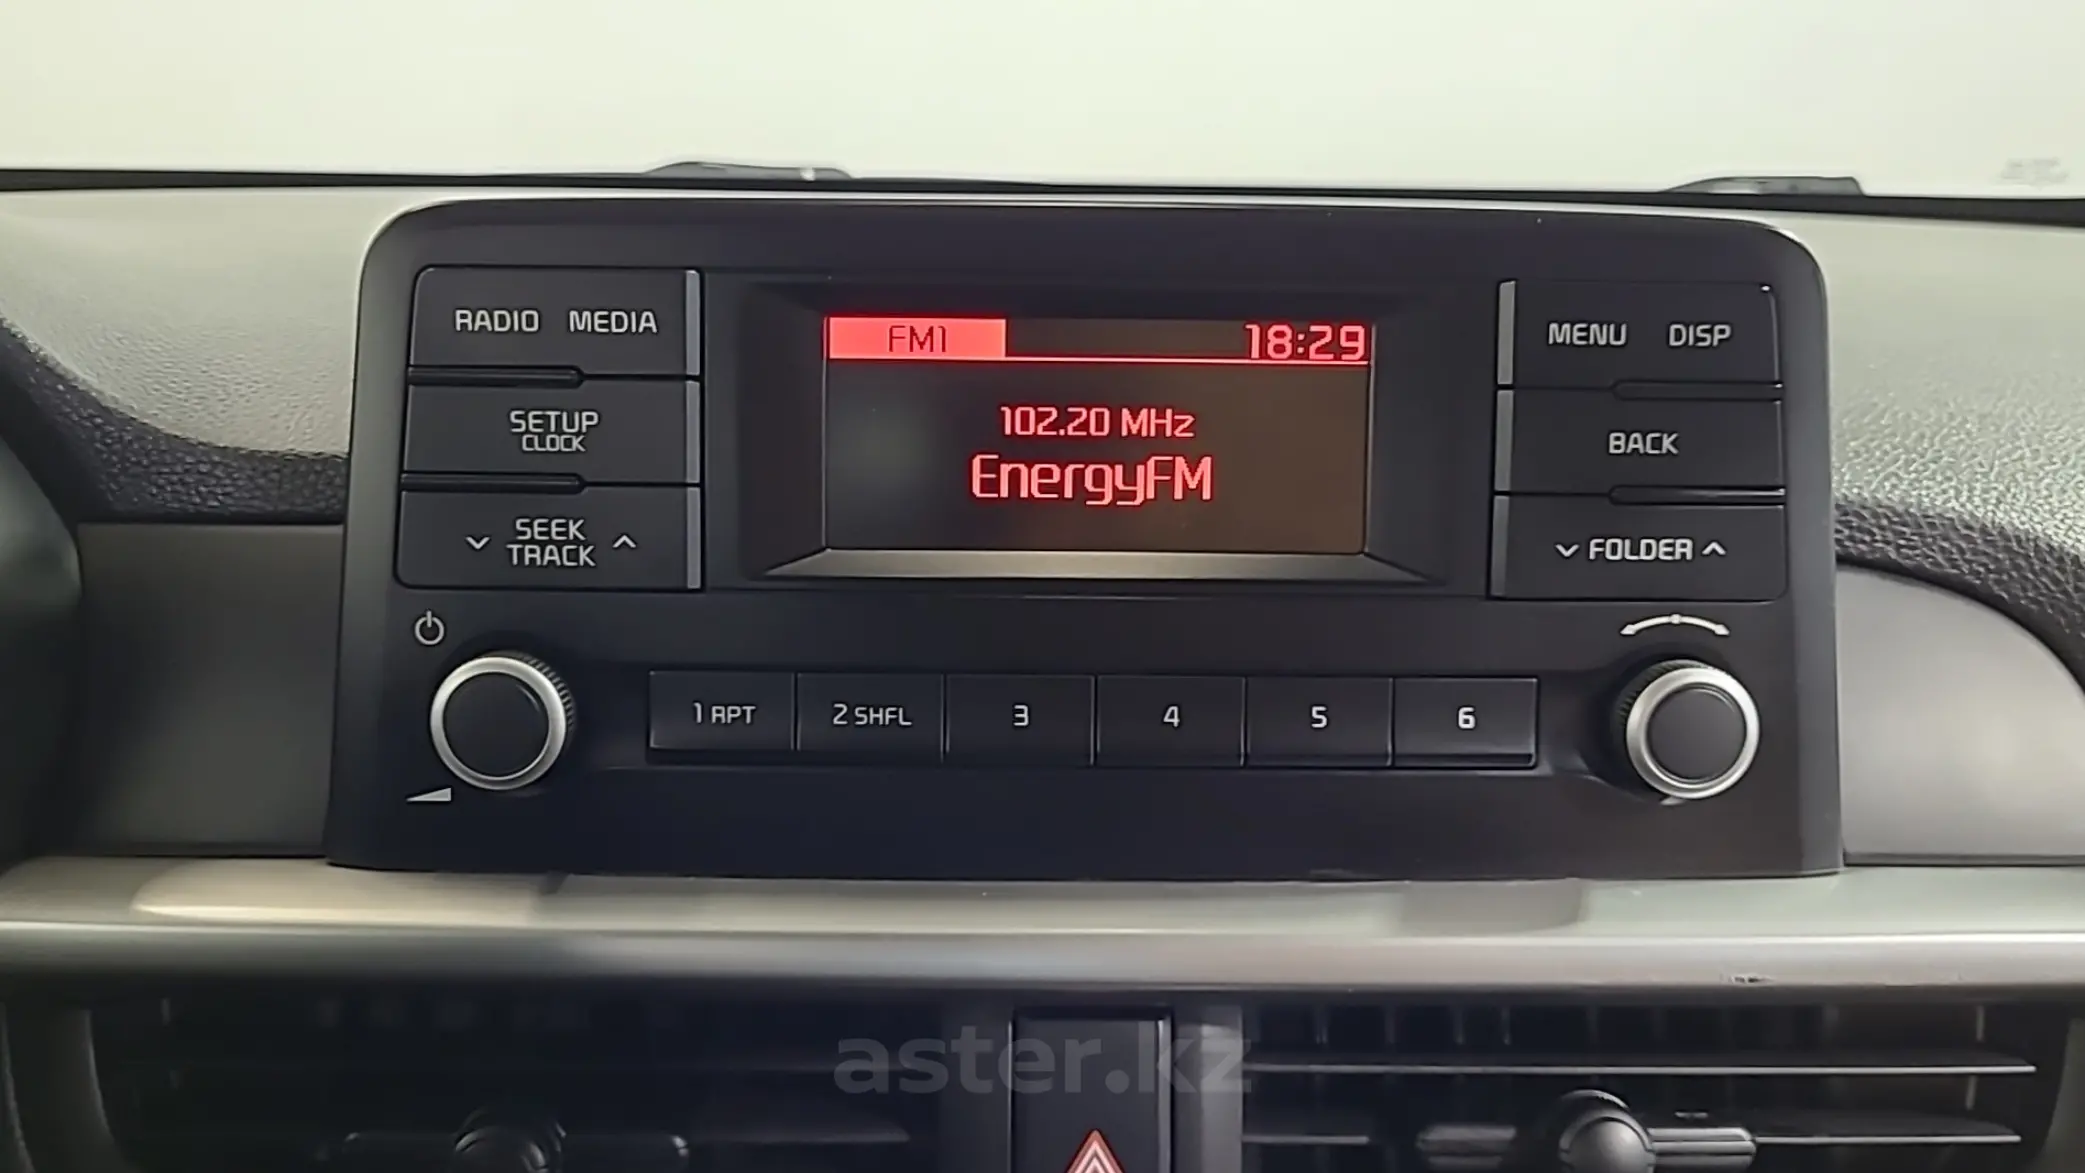 RADIO MEDIA
SETUP
CLOCK
SEEK
TRACK
FM1 18:29
102.20 MHz
EnergyFM
MENU DISP
BACK
FOLDER
1 RPT 2 SHFL 3 4 5 6
aster.kz